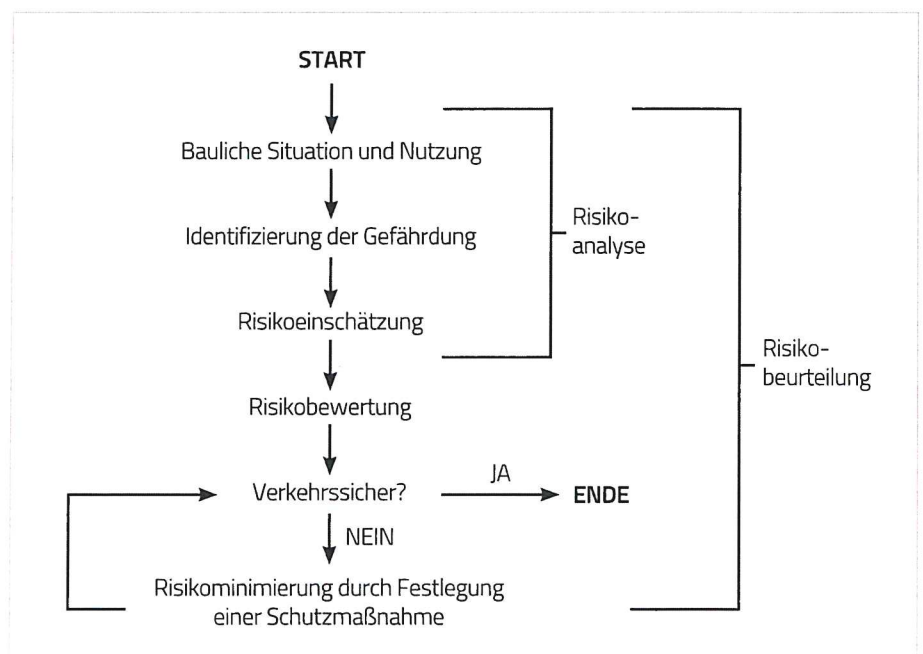 START
Bauliche Situation und Nutzung
Identifizierung der Gefährdung
Risiko-
analyse
Risikoeinschätzung
Risiko-
beurteilung
Risikobewertung
Verkehrssicher?
JA
ENDE
NEIN
Risikominimierung durch Festlegung
einer Schutzmaßnahme